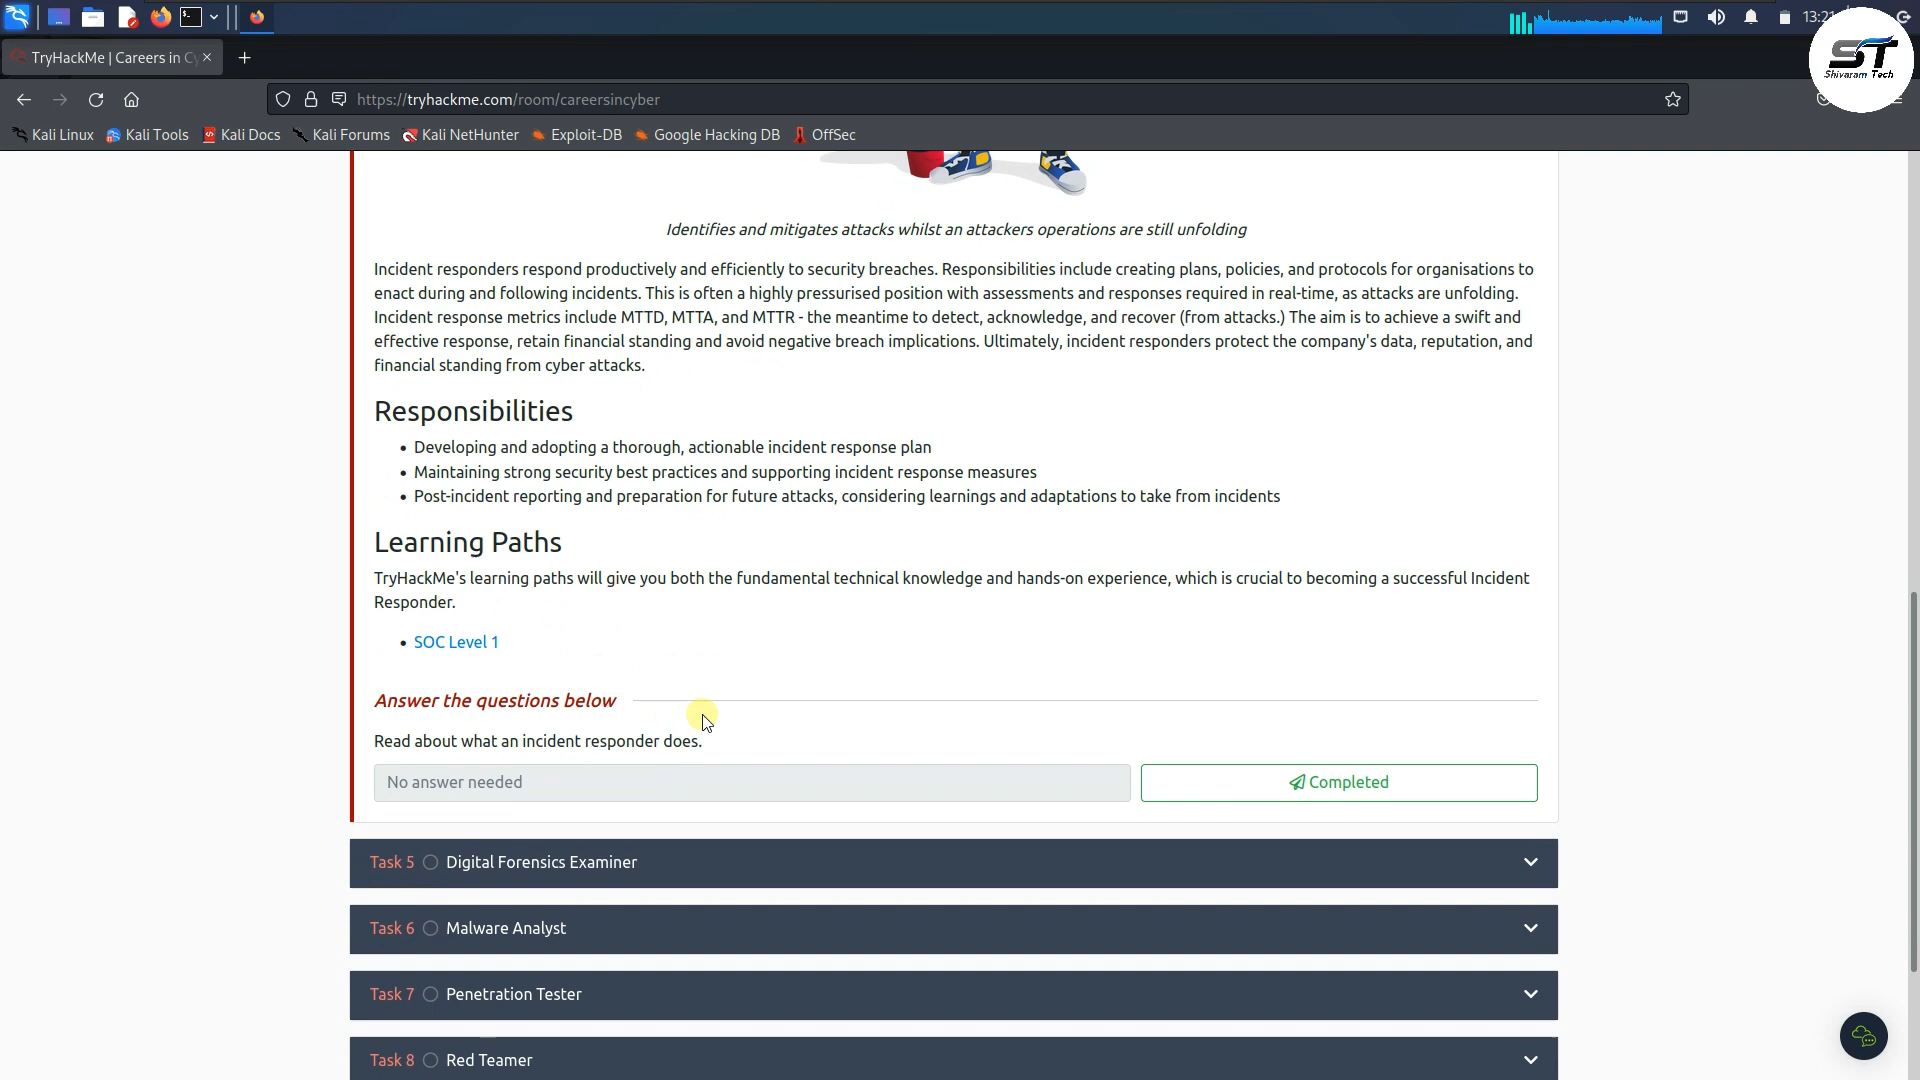 13:21
TryHackMe | Careers in Cy
ST
Shivaram Tech
https://tryhackme.com/room/careersincyber
Kali Linux
Kali Tools
Kali Docs
Kali Forums
Kali NetHunter
Exploit-DB
Google Hacking DB
OffSec
Identifies and mitigates attacks whilst an attackers operations are still unfolding
Incident responders respond productively and efficiently to security breaches. Responsibilities include creating plans, policies, and protocols for organisations to
enact during and following incidents. This is often a highly pressurised position with assessments and responses required in real-time, as attacks are unfolding.
Incident response metrics include MTTD, MTTA, and MTTR - the meantime to detect, acknowledge, and recover (from attacks.) The aim is to achieve a swift and
effective response, retain financial standing and avoid negative breach implications. Ultimately, incident responders protect the company's data, reputation, and
financial standing from cyber attacks.
Responsibilities
• Developing and adopting a thorough, actionable incident response plan
• Maintaining strong security best practices and supporting incident response measures
• Post-incident reporting and preparation for future attacks, considering learnings and adaptations to take from incidents
Learning Paths
TryHackMe's learning paths will give you both the fundamental technical knowledge and hands-on experience, which is crucial to becoming a successful Incident
Responder.
• SOC Level 1
Answer the questions below
Read about what an incident responder does.
No answer needed
Completed
Task 5 Digital Forensics Examiner
Task 6 Malware Analyst
Task 7 Penetration Tester
Task 8 Red Teamer